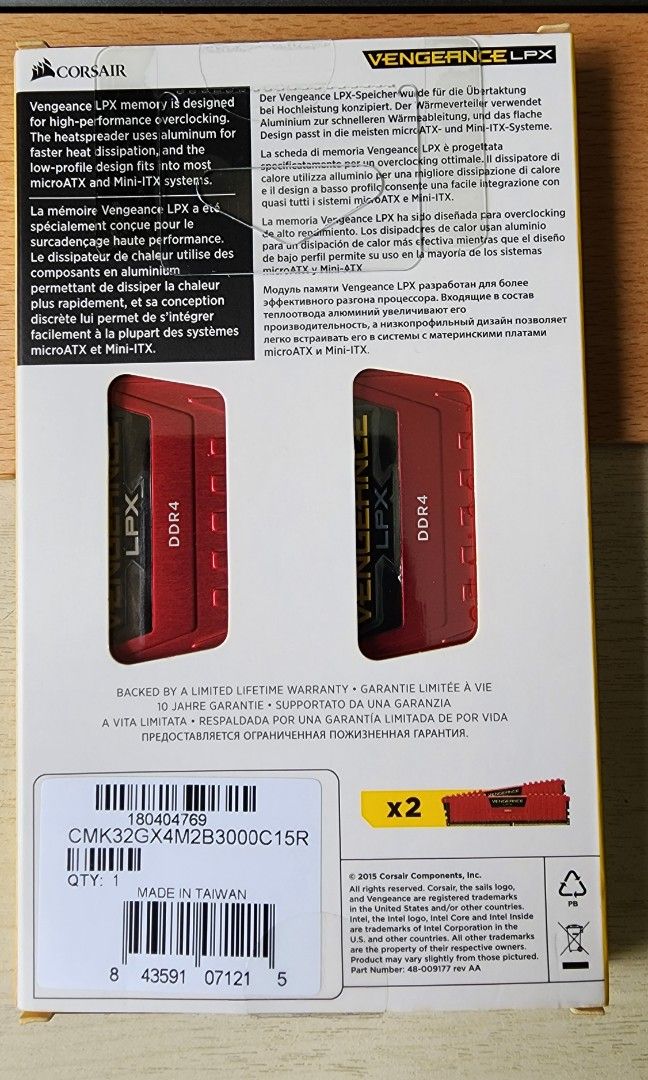 CORSAIR
VENGEANCE LPX
Vengeance LPX memory is designed
for high-performance overclocking.
The heatspreader uses aluminum for
faster heat dissipation, and the
low-profile design fits into most
microATX and Mini-ITX systems.
La mémoire Vengeance LPX a été
spécialement conçue pour le
surcadençage haute performance.
Le dissipateur de chaleur utilise des
composants en aluminium
permettant de dissiper la chaleur
plus rapidement, et sa conception
discrète lui permet de s'intégrer
facilement à la plupart des systèmes
microATX et Mini-ITX.
Der Vengeance LPX-Speicher wurde für die Übertaktung
bei Hochleistung konzipiert. Der Wärmeverteiler verwendet
Aluminium zur schnelleren Wärmeableitung, und das flache
Design passt in die meisten microATX- und Mini-ITX-Systeme.
La scheda di memoria Vengeance LPX è progettata
specificatamente per un overclocking ottimale. Il dissipatore di
calore utilizza alluminio per una migliore dissipazione di calore
e il design a basso profilo consente una facile integrazione con
quasi tutti i sistemi microATX e Mini-ITX.
La memoria Vengeance LPX ha sido diseñada para overclocking
de alto rendimiento. Los disipadores de calor usan aluminio
para un disipación de calor más efectiva mientras que el diseño
de bajo perfil permite su uso en la mayoría de los sistemas
microATX y Mini-ATX
Модуль памяти Vengeance LPX разработан для более
эффективного разгона процессора. Входящие в состав
теплоотвода алюминий увеличивают его
производительность, а низкопрофильный дизайн позволяет
легко встраивать его в системы с материнскими платами
microATX и Mini-ITX.
VENGEANCE
LPX
DDR4
VENGEANCE
LPX
DDR4
BACKED BY A LIMITED LIFETIME WARRANTY • GARANTIE LIMITÉE À VIE
10 JAHRE GARANTIE • SUPPORTATO DA UNA GARANZIA
A VITA LIMITATA • RESPALDADA POR UNA GARANTÍA LIMITADA DE POR VIDA
ПРЕДОСТАВЛЯЕТСЯ ОГРАНИЧЕННАЯ ПОЖИЗНЕННАЯ ГАРАНТИЯ.
180404769
CMK32GX4M2B3000C15R
QTY: 1
MADE IN TAIWAN
8 43591 07121 5
x2
VENGEANCE
VENGEANCE
© 2015 Corsair Components, Inc.
All rights reserved. Corsair, the sails logo,
and Vengeance are registered trademarks
in the United States and/or other countries.
Intel, the Intel logo, Intel Core and Intel Inside
are trademarks of Intel Corporation in the
U.S. and other countries. All other trademarks
are the property of their respective owners.
Product may vary slightly from those pictured.
Part Number: 48-009177 rev AA
PB